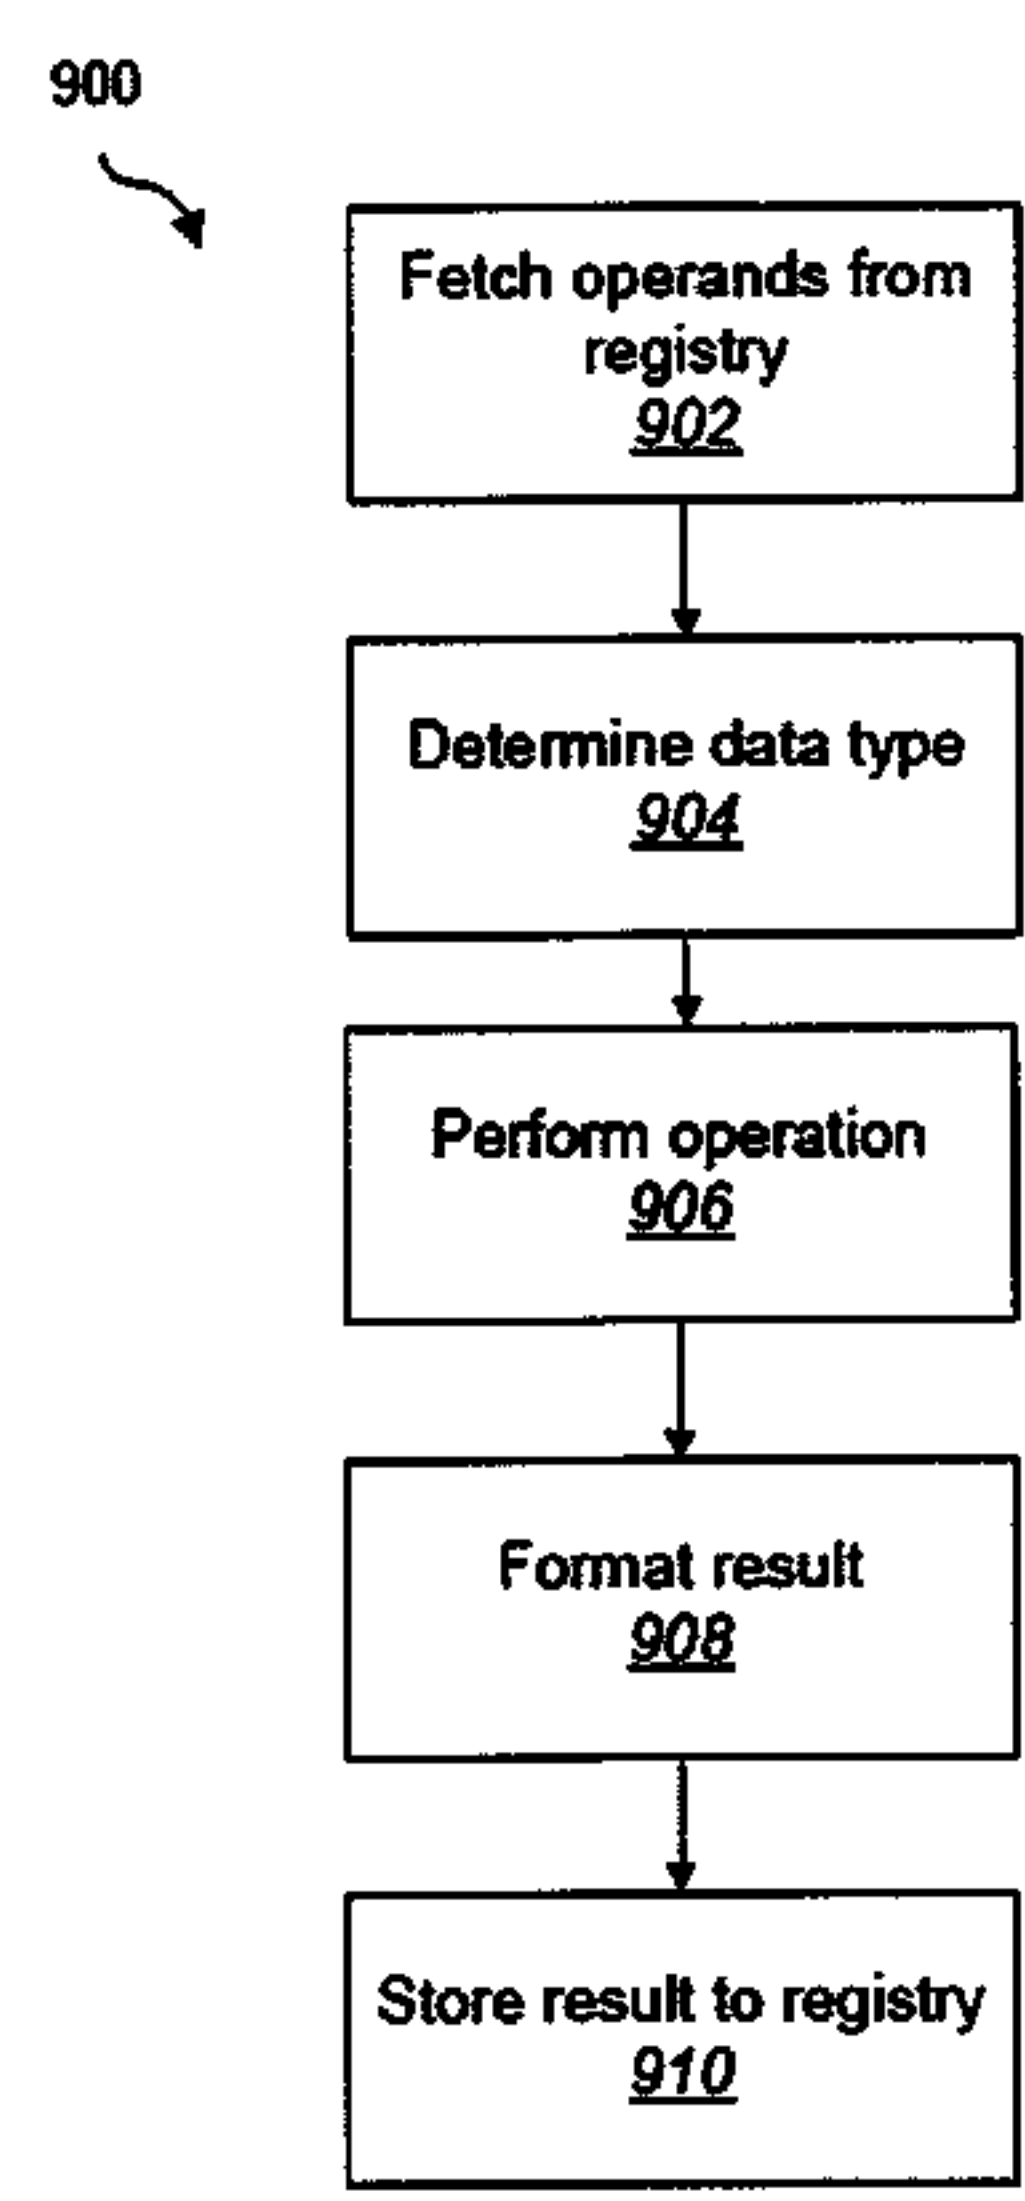 900
Fetch operands from
registry
902
Determine data type
904
Perform operation
906
Format result
908
Store result to registry
910